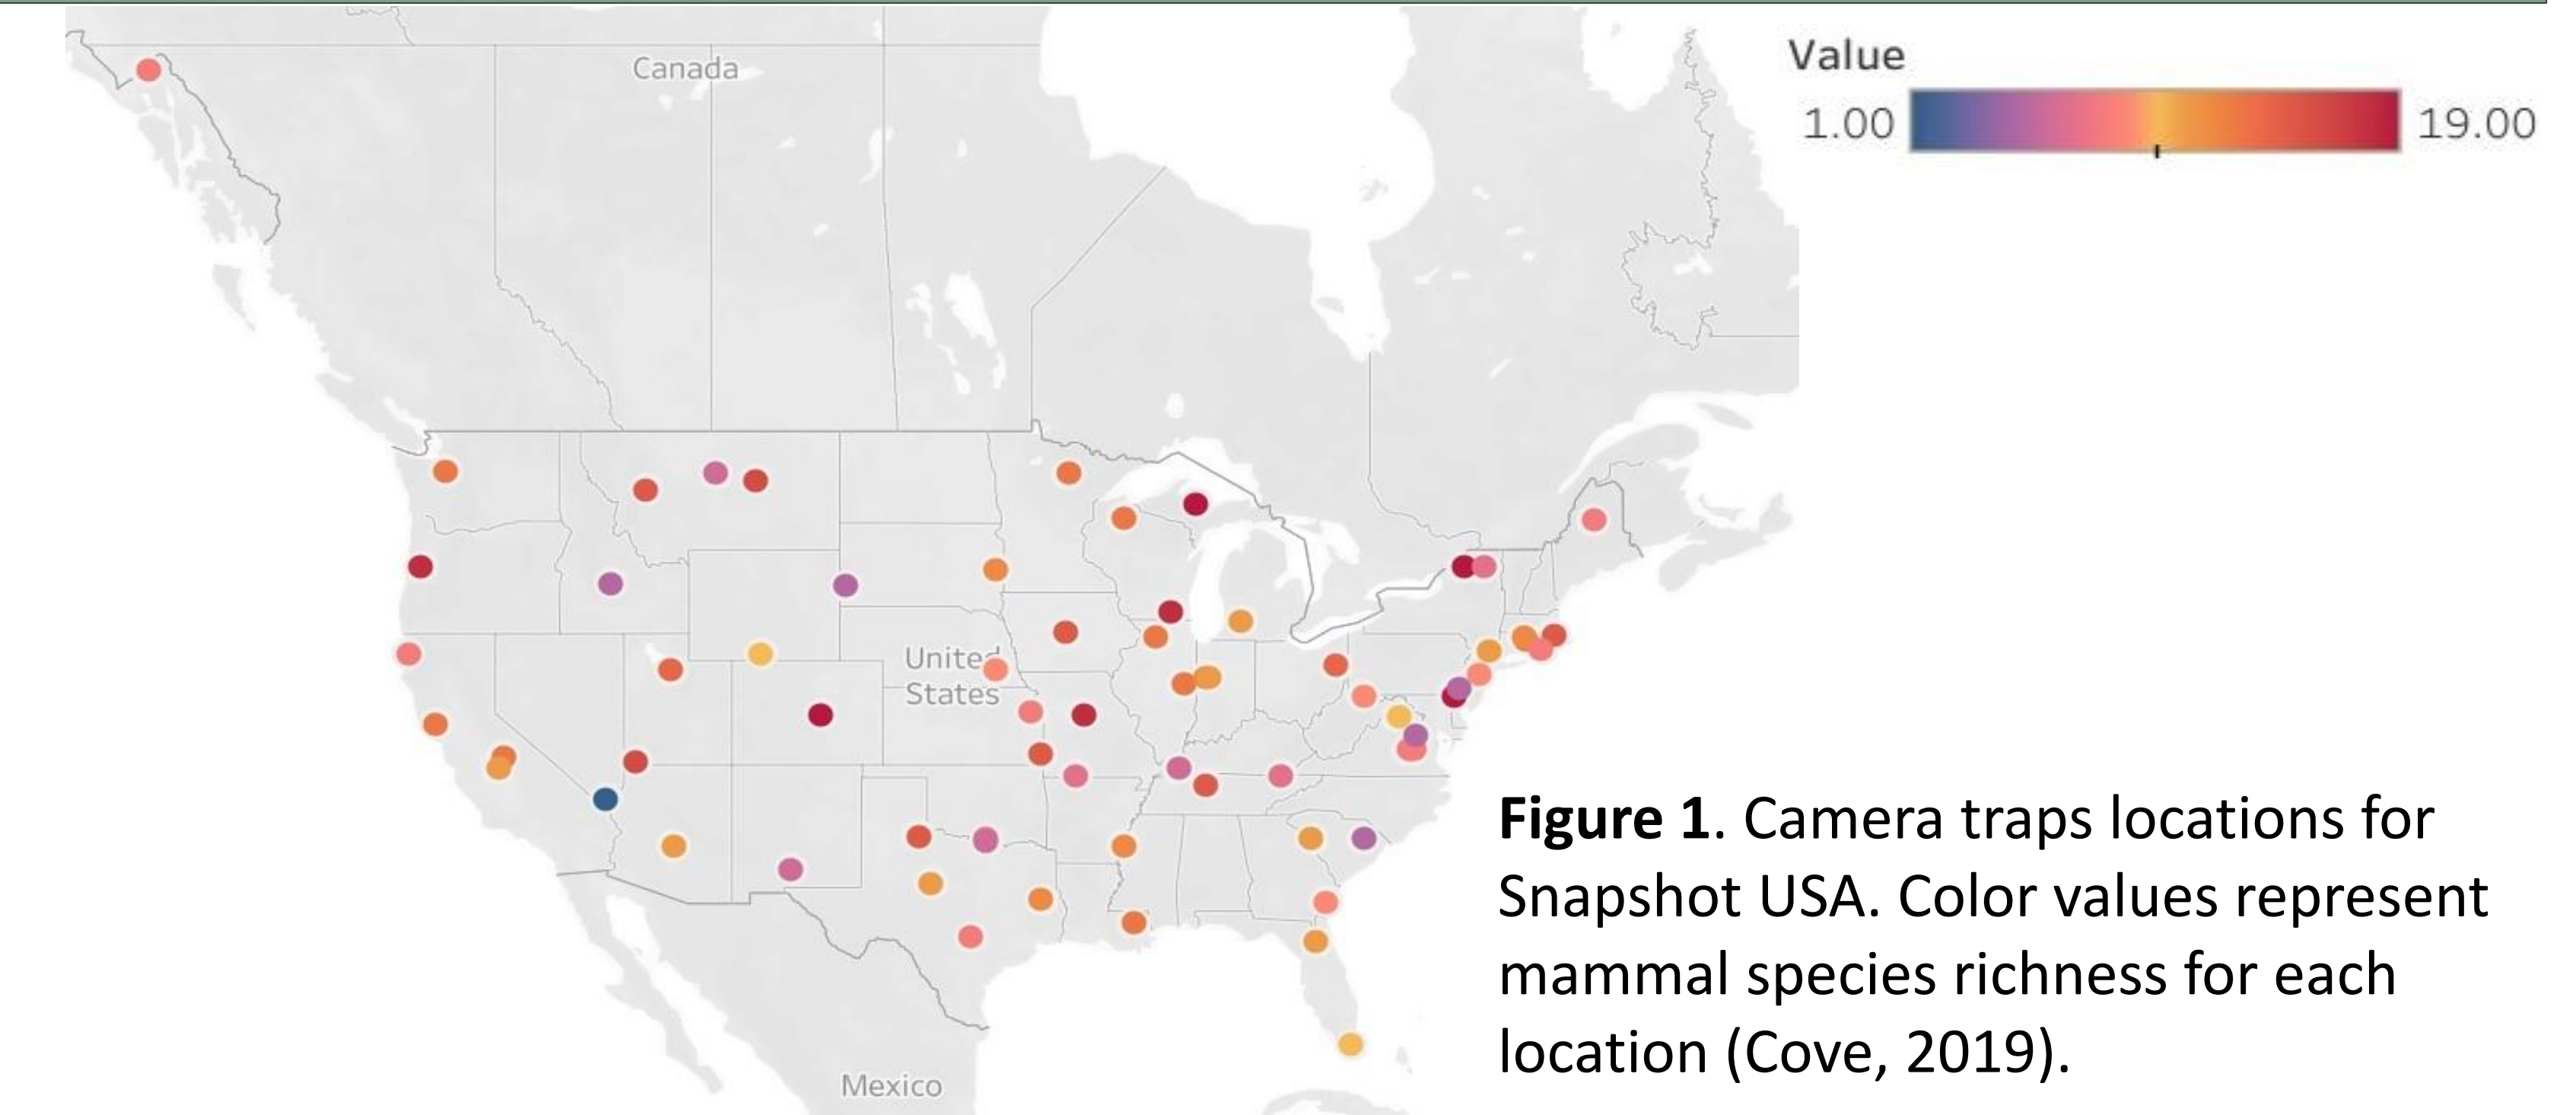 Canada
Value
1.00
19.00
United
States
Mexico
Figure 1. Camera traps locations for
Snapshot USA. Color values represent
mammal species richness for each
location (Cove, 2019).